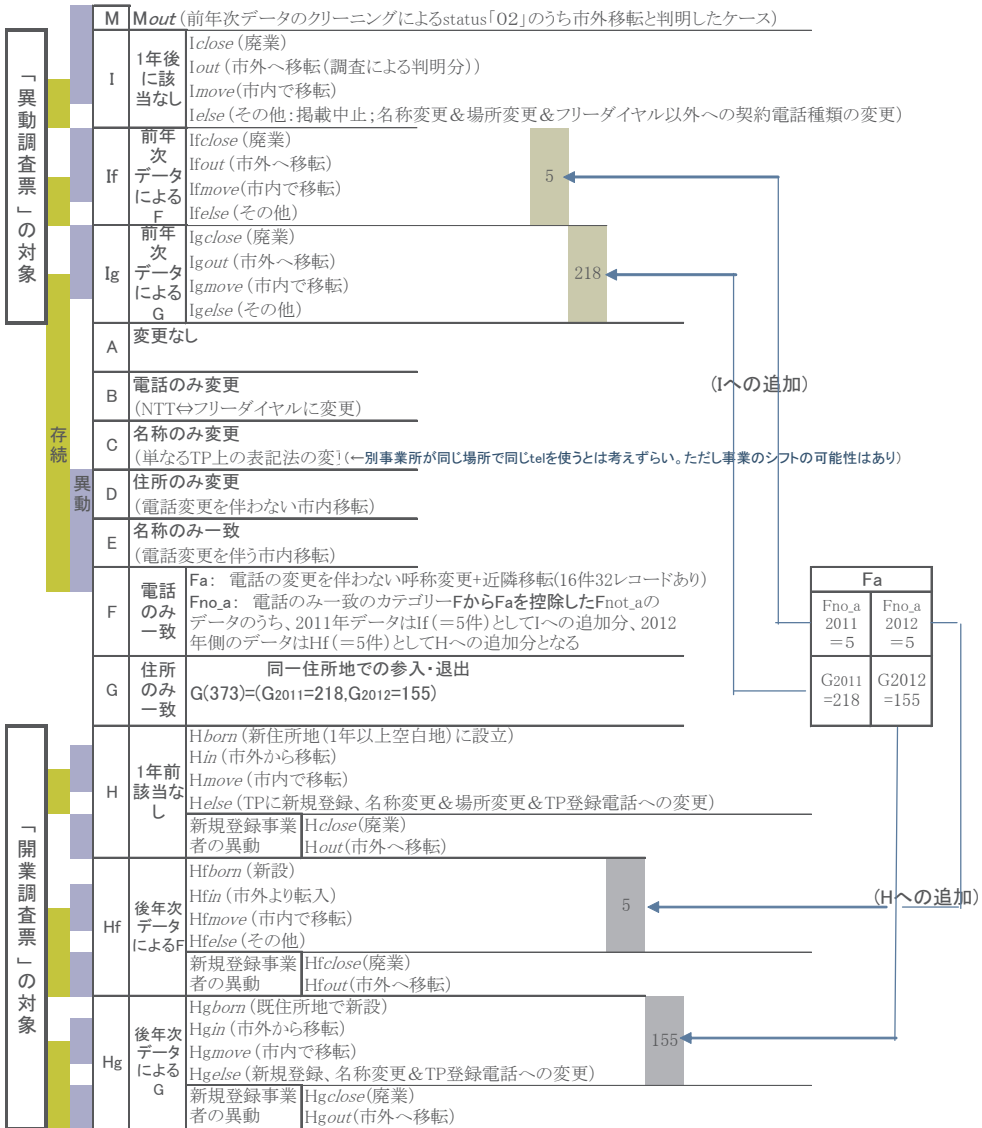 M Mout (前年次データのクリーニングによるstatus「02」のうち市外移転と判明したケース)
「異動調査票」の対象
I
1年後
に該
当なし
Iclose (廃業)
Iout (市外へ移転(調査による判明分))
Imove(市内で移転)
Ielse (その他:掲載中止;名称変更&場所変更&フリーダイヤル以外への契約電話種類の変更)
If
前年
次
データ
による
F
Ifclose (廃業)
Ifout (市外へ移転)
Ifmove(市内で移転)
Ifelse (その他)
5
Ig
前年
次
データ
による
G
Igclose (廃業)
Igout (市外へ移転)
Igmove (市内で移転)
Igelse (その他)
218
A 変更なし
(Iへの追加)
B 電話のみ変更
(NTT⇔フリーダイヤルに変更)
存続
C 名称のみ変更
(単なるTP上の表記法の変 (←別事業所が同じ場所で同じtelを使うとは考えずらい。ただし事業のシフトの可能性はあり)
異動
D 住所のみ変更
(電話変更を伴わない市内移転)
E 名称のみ一致
(電話変更を伴う市内移転)
F
電話
のみ
一致
Fa: 電話の変更を伴わない呼称変更+近隣移転(16件32レコードあり)
Fno_a: 電話のみ一致のカテゴリーFからFaを控除したFnot_aの
データのうち、2011年データはIf(=5件)としてIへの追加分、2012
年側のデータはHf(=5件)としてHへの追加分となる
Fa
Fno_a
2011
=5
Fno_a
2012
=5
G2011
=218
G2012
=155
G
住所
のみ
一致
同一住所地での参入・退出
G(373)=(G2011=218,G2012=155)
「開業調査票」の対象
H
1年前
該当な
し
Hborn (新住所地(1年以上空白地)に設立)
Hin (市外から移転)
Hmove (市内で移転)
Helse (TPに新規登録、名称変更&場所変更&TP登録電話への変更)
新規登録事業
者の異動
Hclose(廃業)
Hout(市外へ移転)
Hf
後年次
データ
によるF
Hfborn (新設)
Hfin (市外より転入)
Hfmove (市内で移転)
Hfelse (その他)
新規登録事業
者の異動
Hfclose(廃業)
Hfout(市外へ移転)
5
(Hへの追加)
Hg
後年次
データ
による
G
Hgborn (既住所地で新設)
Hgin (市外から移転)
Hgmove (市内で移転)
Hgelse (新規登録、名称変更&TP登録電話への変更)
新規登録事業
者の異動
Hgclose(廃業)
Hgout(市外へ移転)
155